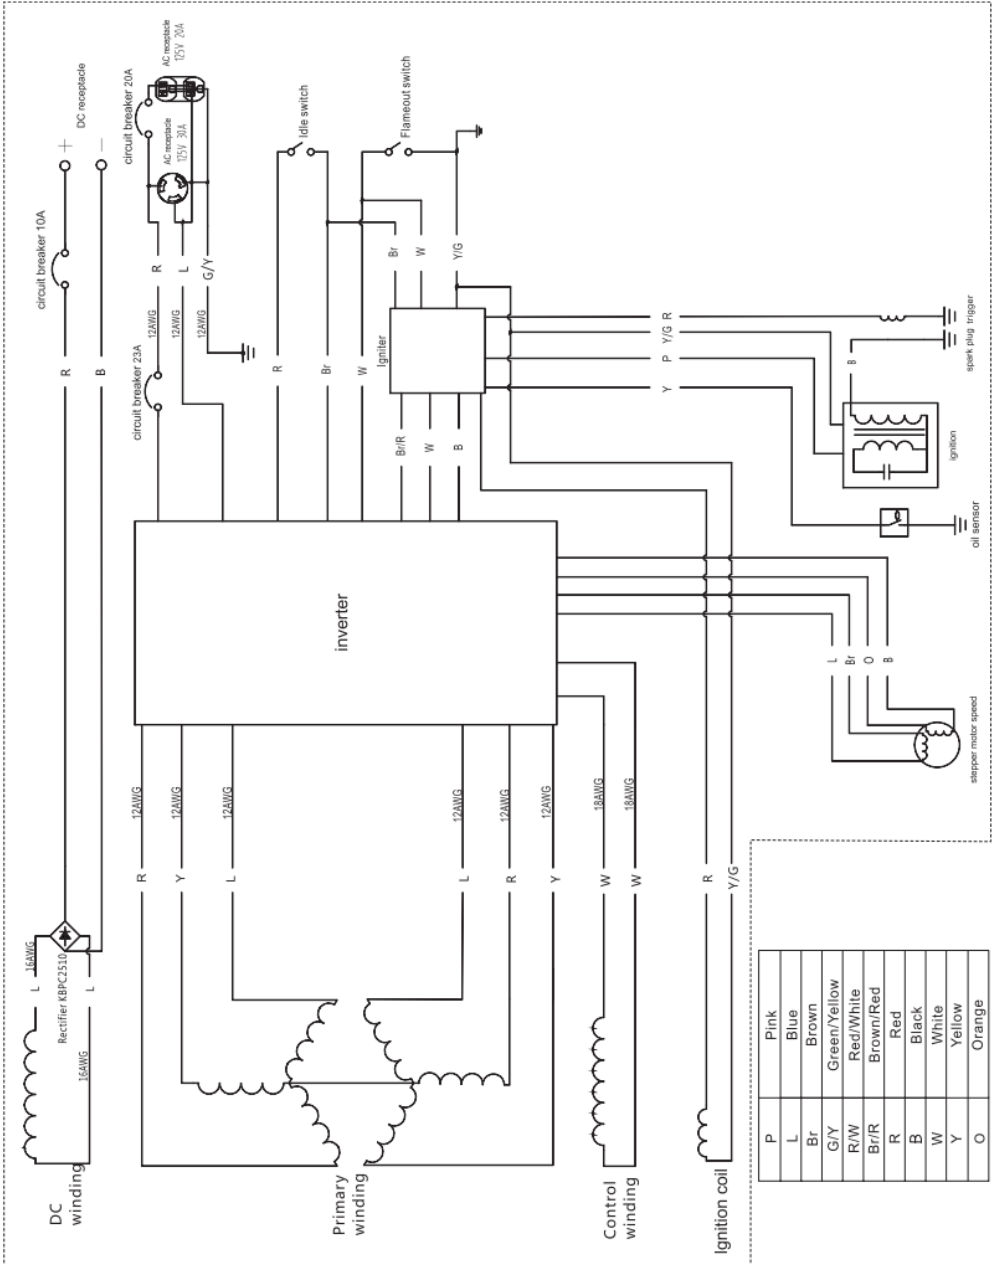 DC
winding
L
16AWG
L
16AWG
Rectifier KBPC2510
R
B
circuit breaker 10A
+
—
DC receptacle
Primary
winding
R
12AWG
Y
12AWG
L
12AWG
L
12AWG
R
12AWG
Y
12AWG
Control
winding
W
18AWG
W
18AWG
Ignition coil
R
Y/G
inverter
circuit breaker 23A
12AWG
R
12AWG
L
12AWG
G/Y
circuit breaker 20A
AC receptacle
125V 30A
AC receptacle
125V 20A
R
Br
W
Idle switch
Flameout switch
Br/R
W
B
Igniter
Br
W
Y/G
R
Y/G
P
Y
B
spark plug trigger
ignition
oil sensor
L
Br
O
B
stepper motor speed
P Pink
L Blue
Br Brown
G/Y Green/Yellow
R/W Red/White
Br/R Brown/Red
R Red
B Black
W White
Y Yellow
O Orange